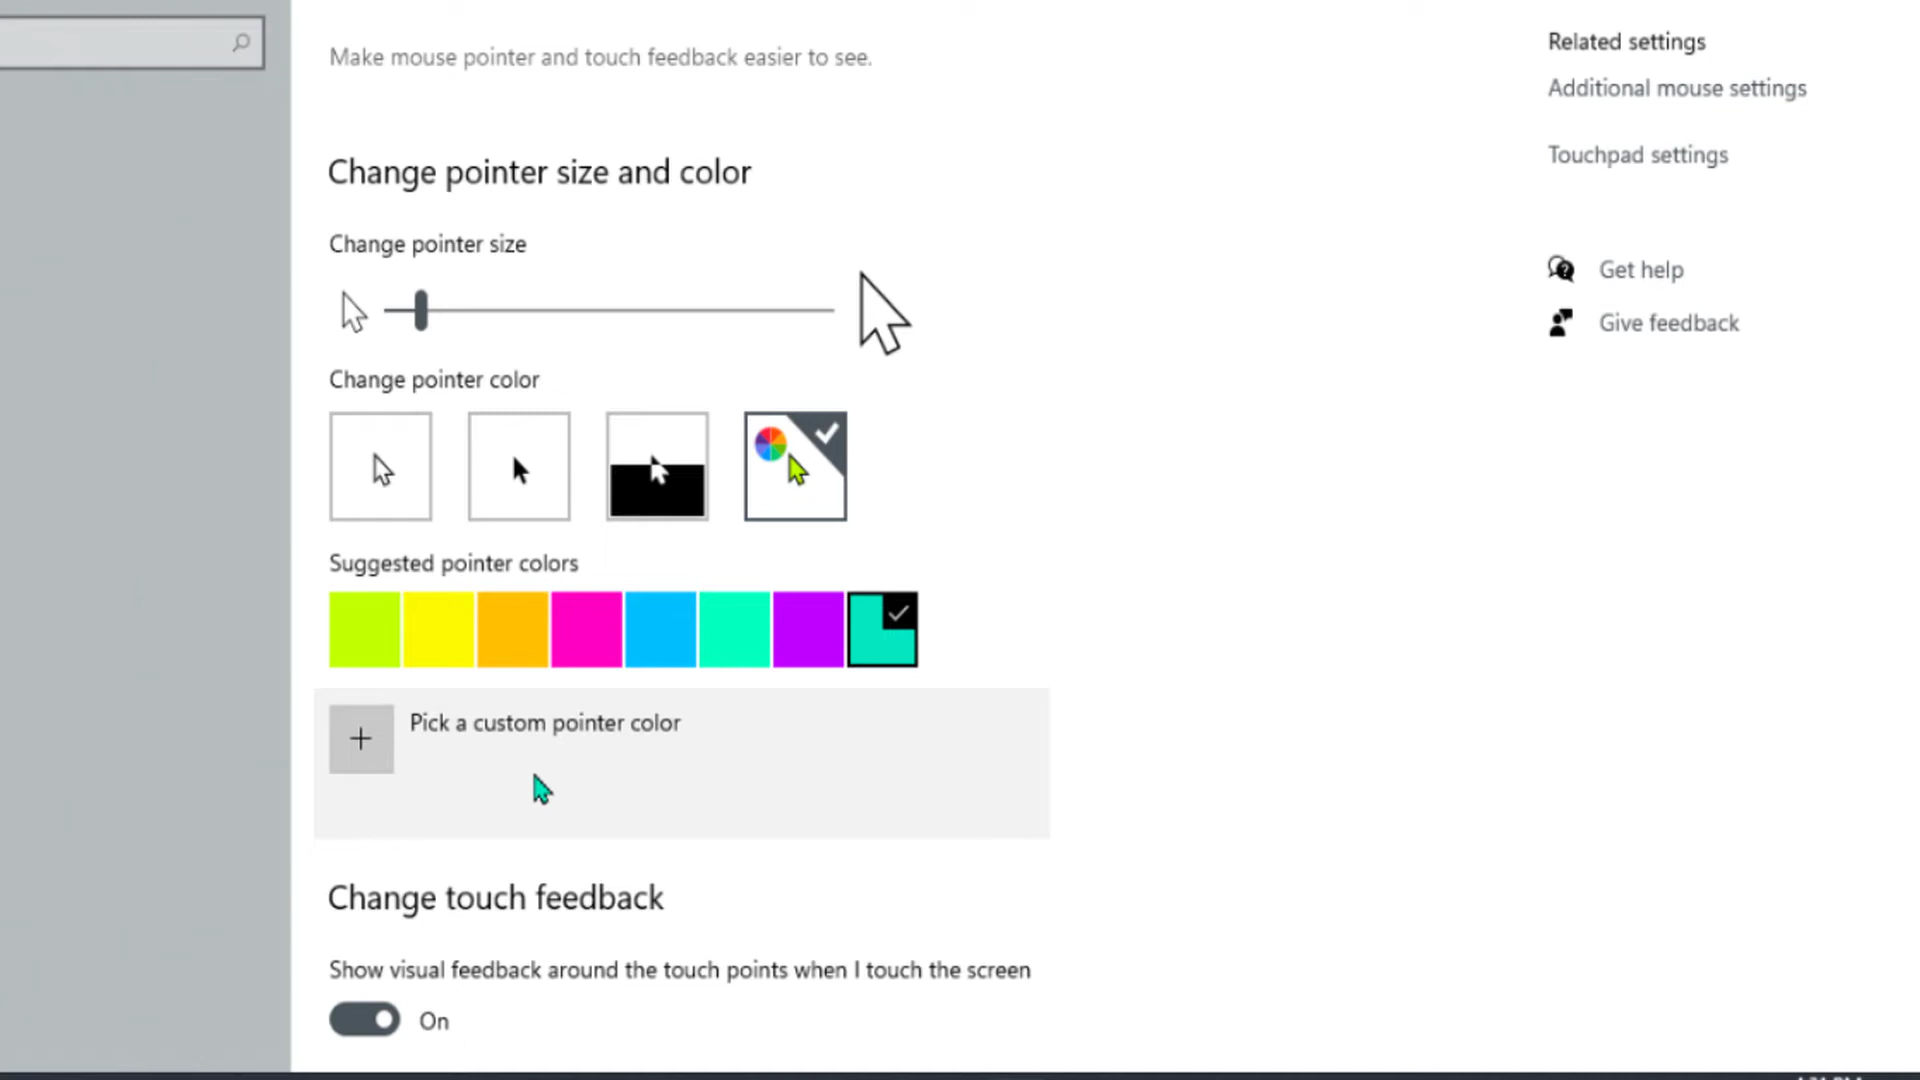 Make mouse pointer and touch feedback easier to see.
Change pointer size and color
Change pointer size
Change pointer color
Suggested pointer colors
Pick a custom pointer color
Change touch feedback
Show visual feedback around the touch points when I touch the screen
On
Related settings
Additional mouse settings
Touchpad settings
Get help
Give feedback